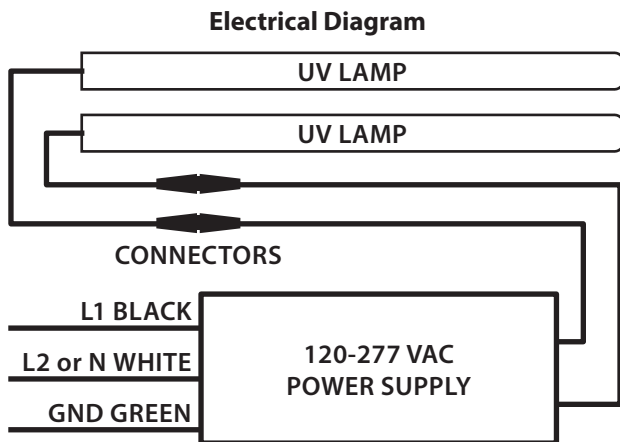 Electrical Diagram
UV LAMP
UV LAMP
CONNECTORS
L1 BLACK
L2 or N WHITE
GND GREEN
120-277 VAC
POWER SUPPLY